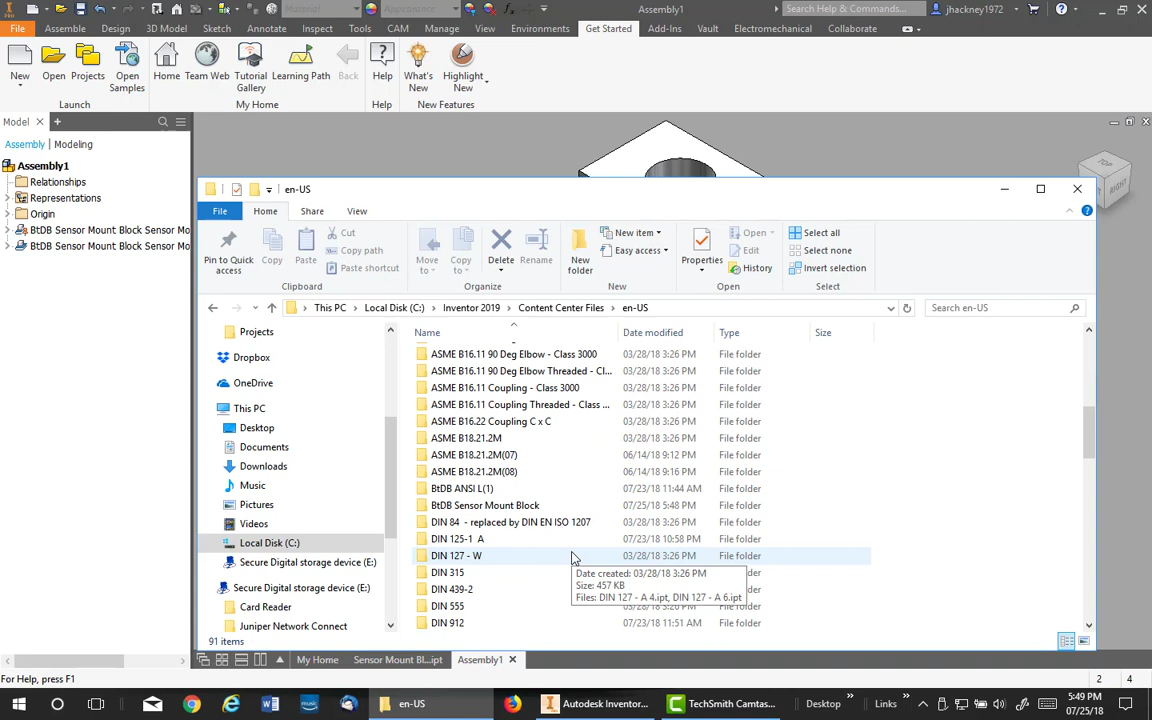 Material
Appearance
Assembly1
Search Help & Commands...
jhackney1972
File
Assemble
Design
3D Model
Sketch
Annotate
Inspect
Tools
CAM
Manage
View
Environments
Get Started
Add-Ins
Vault
Electromechanical
Collaborate
New
Open
Projects
Open Samples
Home
Team Web
Tutorial Gallery
Learning Path
Back
Help
What's New
Highlight New
Launch
My Home
Help
New Features
Model
Assembly
Modeling
Assembly1
Relationships
Representations
Origin
BtDB Sensor Mount Block Sensor Mo
BtDB Sensor Mount Block Sensor Mo
TOP
RIGHT
en-US
File
Home
Share
View
Pin to Quick access
Copy
Paste
Cut
Copy path
Paste shortcut
Move to
Copy to
Delete
Rename
New folder
New item
Easy access
Properties
Open
Edit
History
Select all
Select none
Invert selection
Clipboard
Organize
New
Open
Select
This PC
Local Disk (C:)
Inventor 2019
Content Center Files
en-US
Search en-US
Projects
Dropbox
OneDrive
This PC
Desktop
Documents
Downloads
Music
Pictures
Videos
Local Disk (C:)
Secure Digital storage device (E:)
Secure Digital storage device (E:)
Card Reader
Juniper Network Connect
Name Date modified Type Size
ASME B16.11 90 Deg Elbow - Class 3000 03/28/18 3:26 PM File folder
ASME B16.11 90 Deg Elbow Threaded - Cl... 03/28/18 3:26 PM File folder
ASME B16.11 Coupling - Class 3000 03/28/18 3:26 PM File folder
ASME B16.11 Coupling Threaded - Class ... 03/28/18 3:26 PM File folder
ASME B16.22 Coupling C x C 03/28/18 3:26 PM File folder
ASME B18.21.2M 03/28/18 3:26 PM File folder
ASME B18.21.2M(07) 06/14/18 9:12 PM File folder
ASME B18.21.2M(08) 06/14/18 9:16 PM File folder
BtDB ANSI L(1) 07/23/18 11:44 AM File folder
BtDB Sensor Mount Block 07/25/18 5:48 PM File folder
DIN 84 - replaced by DIN EN ISO 1207 03/28/18 3:26 PM File folder
DIN 125-1 A 07/23/18 10:58 PM File folder
DIN 127 - W 03/28/18 3:26 PM File folder
DIN 315 older
DIN 439-2 older
DIN 555 03/28/18 3:26 PM File folder
DIN 912 07/23/18 11:51 AM File folder
Date created: 03/28/18 3:26 PM
Size: 457 KB
Files: DIN 127 - A 4.ipt, DIN 127 - A 6.ipt
91 items
My Home
Sensor Mount Bl...ipt
Assembly1
For Help, press F1
2
4
music
en-US
Autodesk Inventor...
TechSmith Camtas...
Desktop
Links
5:49 PM
07/25/18